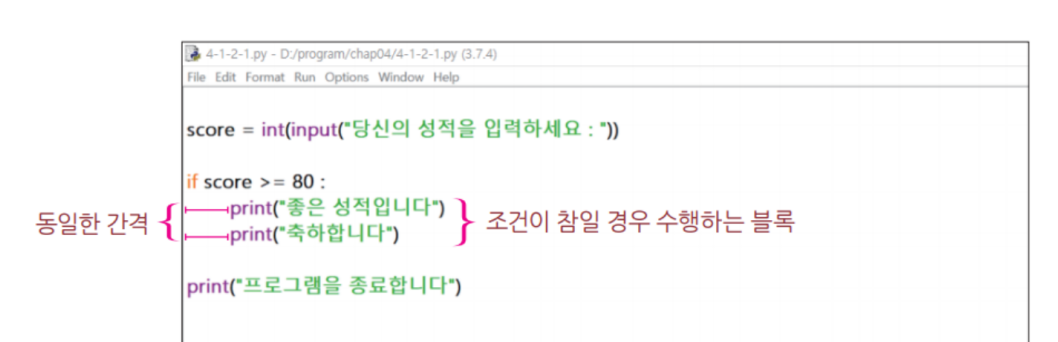 4-1-2-1.py - D:/program/chap04/4-1-2-1.py (3.7.4)
File Edit Format Run Options Window Help
score = int(input("당신의 성적을 입력하세요 : "))
if score >= 80 :
동일한 간격
print("좋은 성적입니다")
print("축하합니다")
조건이 참일 경우 수행하는 블록
print("프로그램을 종료합니다")